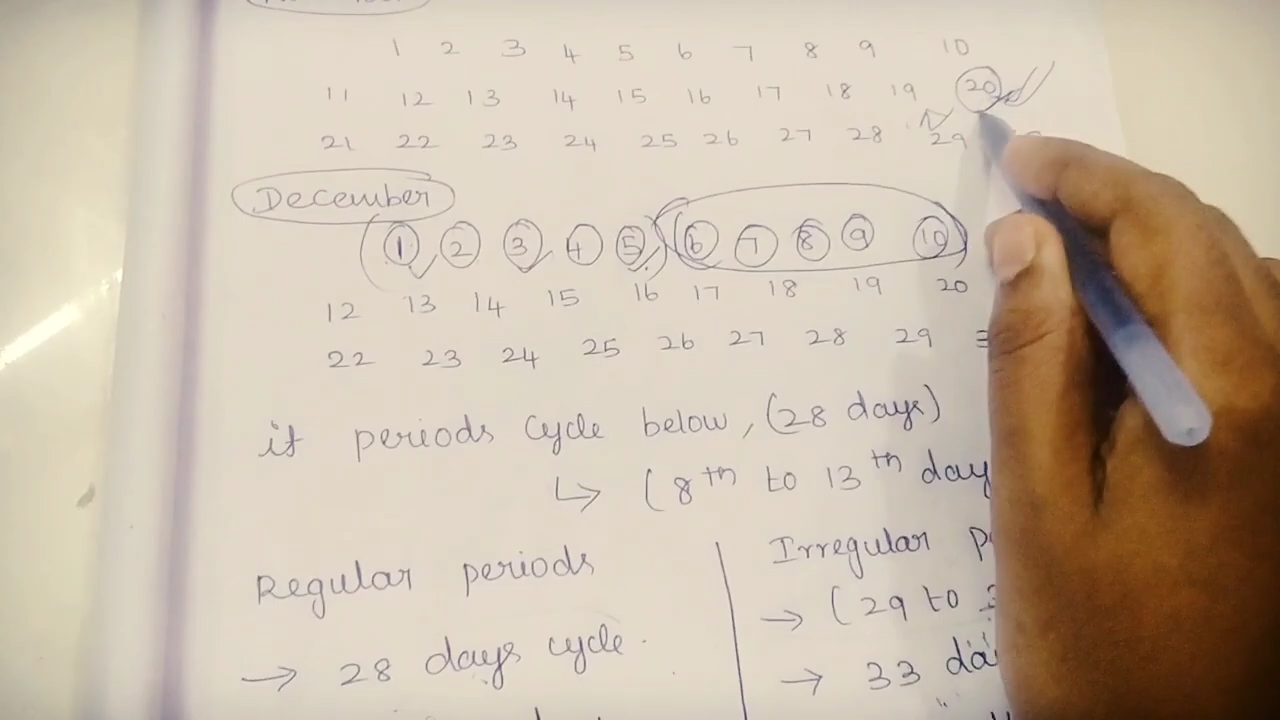 1 2 3 4 5 6 7 8 9 10
11 12 13 14 15 16 17 18 19 20
21 22 23 24 25 26 27 28 29
December
1 2 3 4 5 6 7 8 9 10
12 13 14 15 16 17 18 19 20
22 23 24 25 26 27 28 29
if periods cycle below, (28 days)
↳ (8th to 13th day
Regular periods
→ 28 days cycle.
Irregular
→ (29 to
→ 33